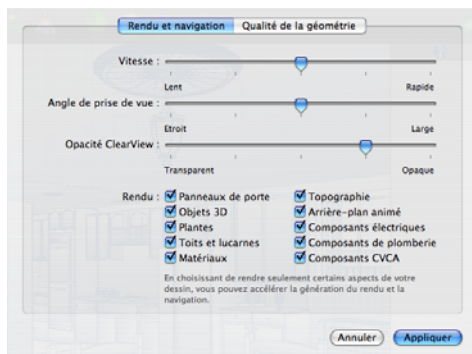 Rendu et navigation Qualité de la géométrie
Vitesse :
Lent Rapide
Angle de prise de vue :
Etroit Large
Opacité ClearView :
Transparent Opaque
Rendu : Panneaux de porte Topographie
Objets 3D Arrière-plan animé
Plantes Composants électriques
Toits et lucarnes Composants de plomberie
Matériaux Composants CVCA
En choisissant de rendre seulement certains aspects de votre
dessin, vous pouvez accélérer la génération du rendu et la
navigation.
Annuler Appliquer